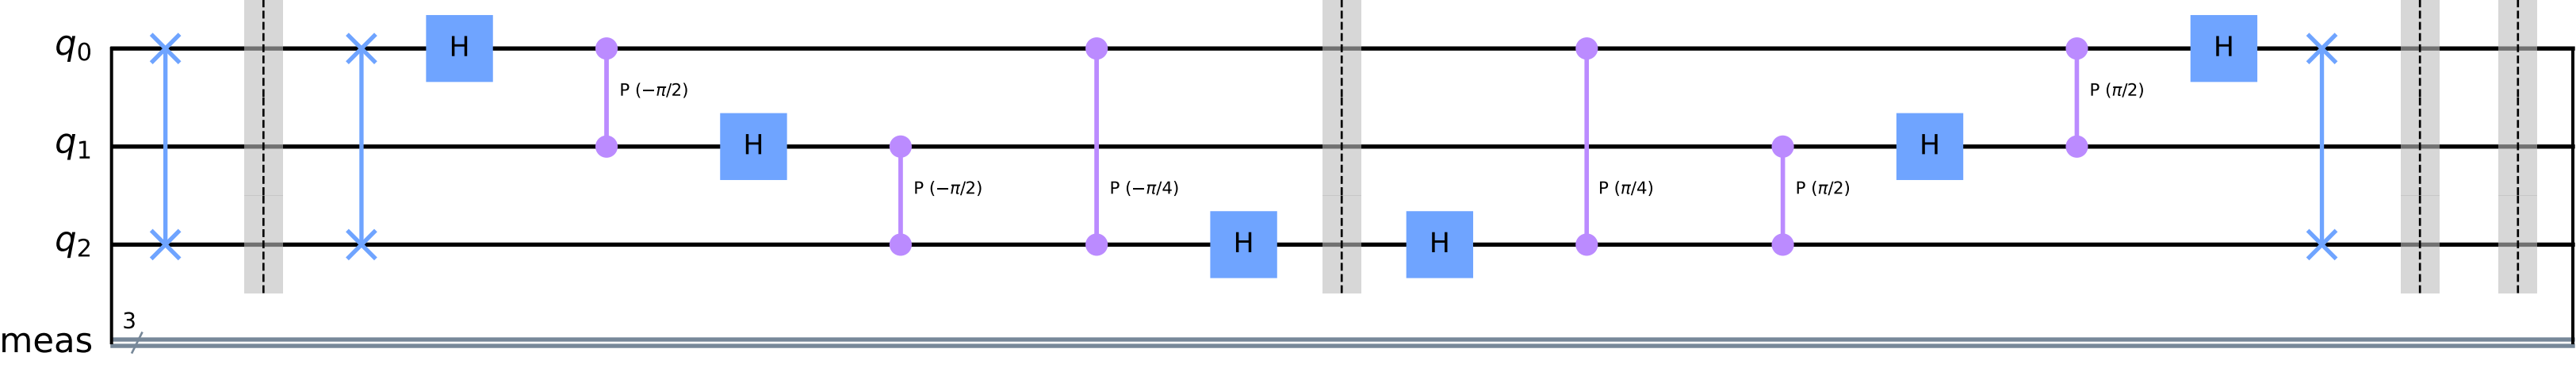 q0 H H
P (−π/2) P (π/2)
q1 H H
P (−π/2) P (−π/4) P (π/4) P (π/2)
q2 H H
3
meas